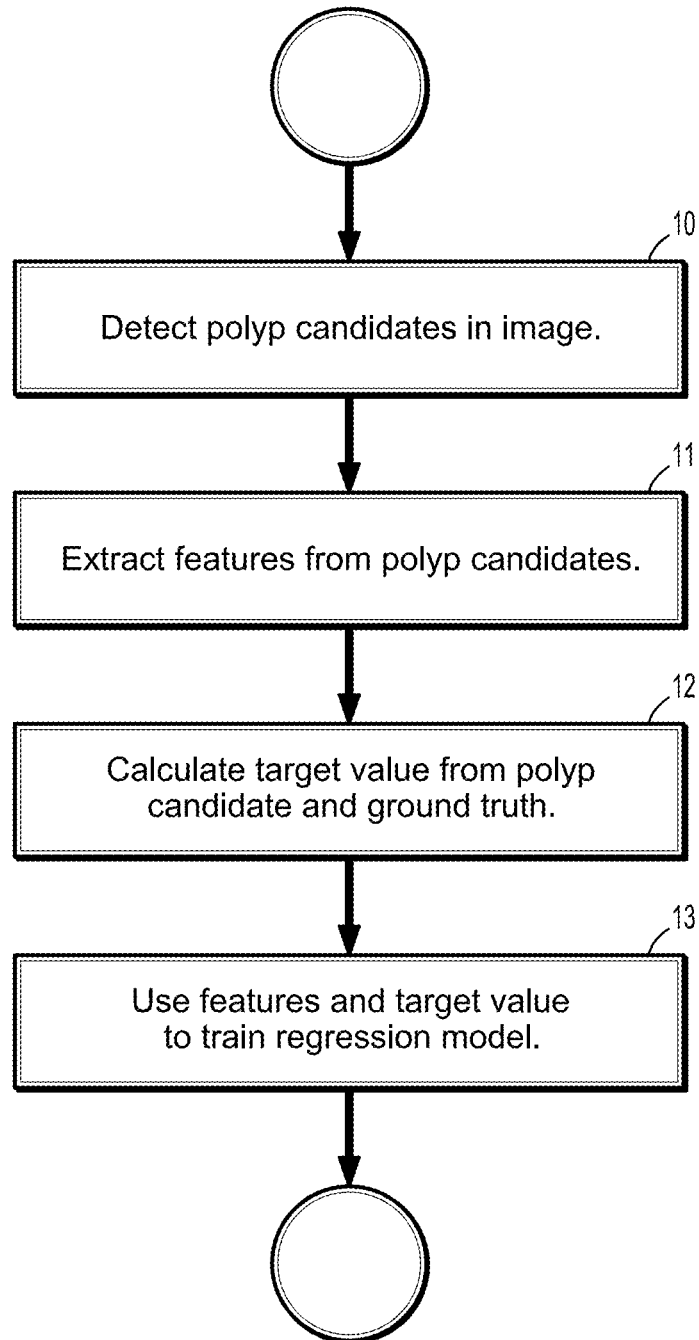 10
Detect polyp candidates in image.
11
Extract features from polyp candidates.
12
Calculate target value from polyp
candidate and ground truth.
13
Use features and target value
to train regression model.